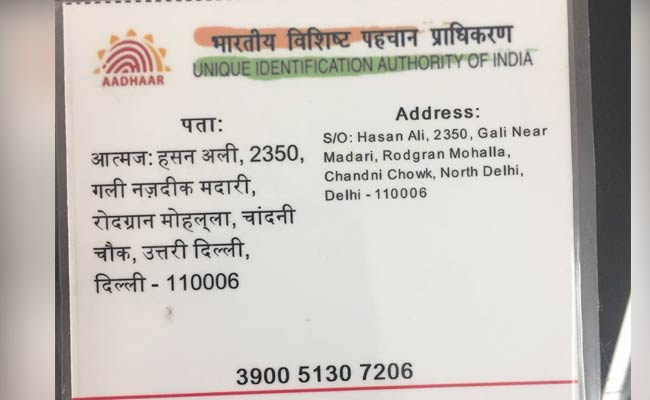 भारतीय विशिष्ट पहचान प्राधिकरण
UNIQUE IDENTIFICATION AUTHORITY OF INDIA
AADHAAR
पता:
आत्मज: हसन अली, 2350,
गली नज़दीक मदारी,
रोदग्रान मोहल्ला, चांदनी
चौक, उत्तरी दिल्ली,
दिल्ली - 110006
Address:
S/O: Hasan Ali, 2350, Gali Near
Madari, Rodgran Mohalla,
Chandni Chowk, North Delhi,
Delhi - 110006
3900 5130 7206